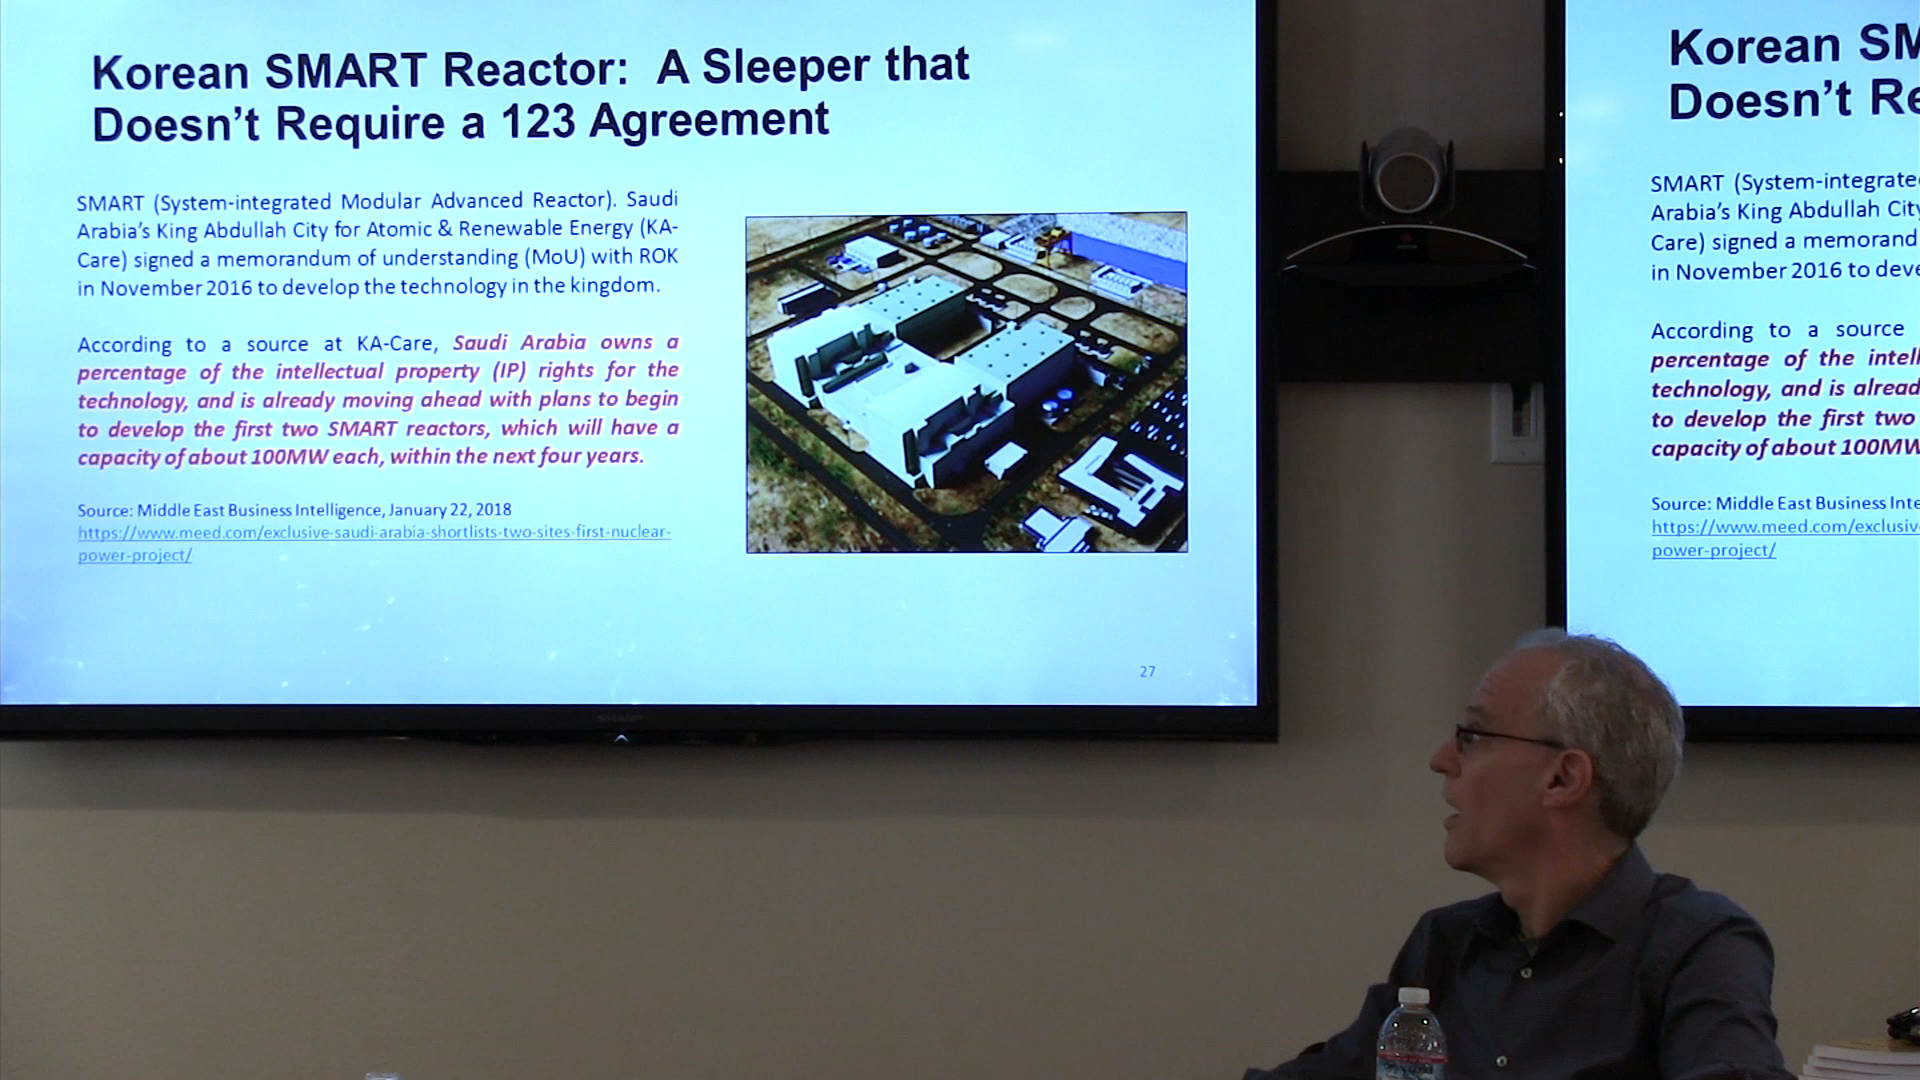 Korean SMART Reactor: A Sleeper that
Doesn't Require a 123 Agreement
SMART (System-integrated Modular Advanced Reactor). Saudi
Arabia's King Abdullah City for Atomic & Renewable Energy (KA-
Care) signed a memorandum of understanding (MoU) with ROK
in November 2016 to develop the technology in the kingdom.
According to a source at KA-Care, Saudi Arabia owns a
percentage of the intellectual property (IP) rights for the
technology, and is already moving ahead with plans to begin
to develop the first two SMART reactors, which will have a
capacity of about 100MW each, within the next four years.
Source: Middle East Business Intelligence, January 22, 2018
https://www.meed.com/exclusive-saudi-arabia-shortlists-two-sites-first-nuclear-
power-project/
27
SHARP
Korean SM
Doesn't Re
SMART (System-integrate
Arabia's King Abdullah City
Care) signed a memorand
in November 2016 to deve
According to a source
percentage of the intell
technology, and is alread
to develop the first two
capacity of about 100MW
Source: Middle East Business Inte
https://www.meed.com/exclusive
power-project/